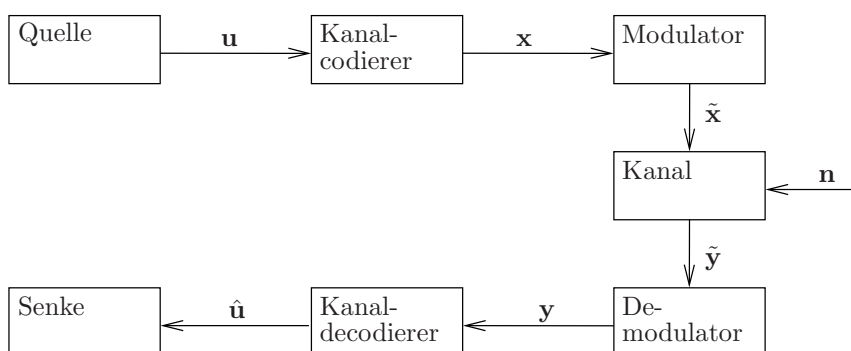 Quelle
u
Kanal-
codierer
x
Modulator
x̃
Kanal
n
ỹ
Senke
û
Kanal-
decodierer
y
De-
modulator